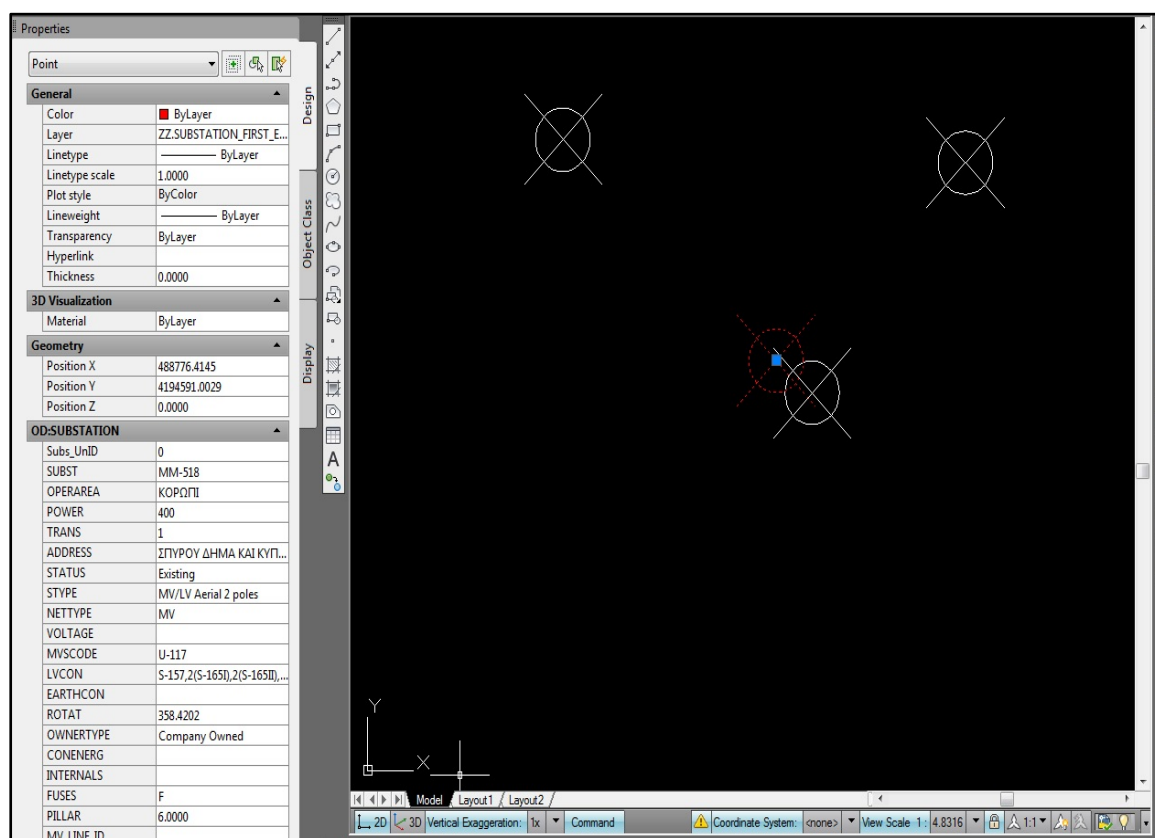 Properties
Point
General
Color ByLayer
Layer ZZ.SUBSTATION_FIRST_E...
Linetype ByLayer
Linetype scale 1.0000
Plot style ByColor
Lineweight ByLayer
Transparency ByLayer
Hyperlink
Thickness 0.0000
3D Visualization
Material ByLayer
Geometry
Position X 488776.4145
Position Y 4194591.0029
Position Z 0.0000
OD:SUBSTATION
Subs_UnID 0
SUBST MM-518
OPERAREA ΚΟΡΩΠΙ
POWER 400
TRANS 1
ADDRESS ΣΠΥΡΟΥ ΔΗΜΑ ΚΑΙ ΚΥΠ...
STATUS Existing
STYPE MV/LV Aerial 2 poles
NETTYPE MV
VOLTAGE
MVSCODE U-117
LVCON S-157,2(S-165I),2(S-165II),...
EARTHCON
ROTAT 358.4202
OWNERTYPE Company Owned
CONENERG
INTERNALS
FUSES F
PILLAR 6.0000
MV_LINE_ID
Design
Object Class
Display
A
Y
X
Model Layout1 Layout2
2D 3D Vertical Exaggeration: 1x Command Coordinate System: <none> View Scale 1: 4.8316 1:1